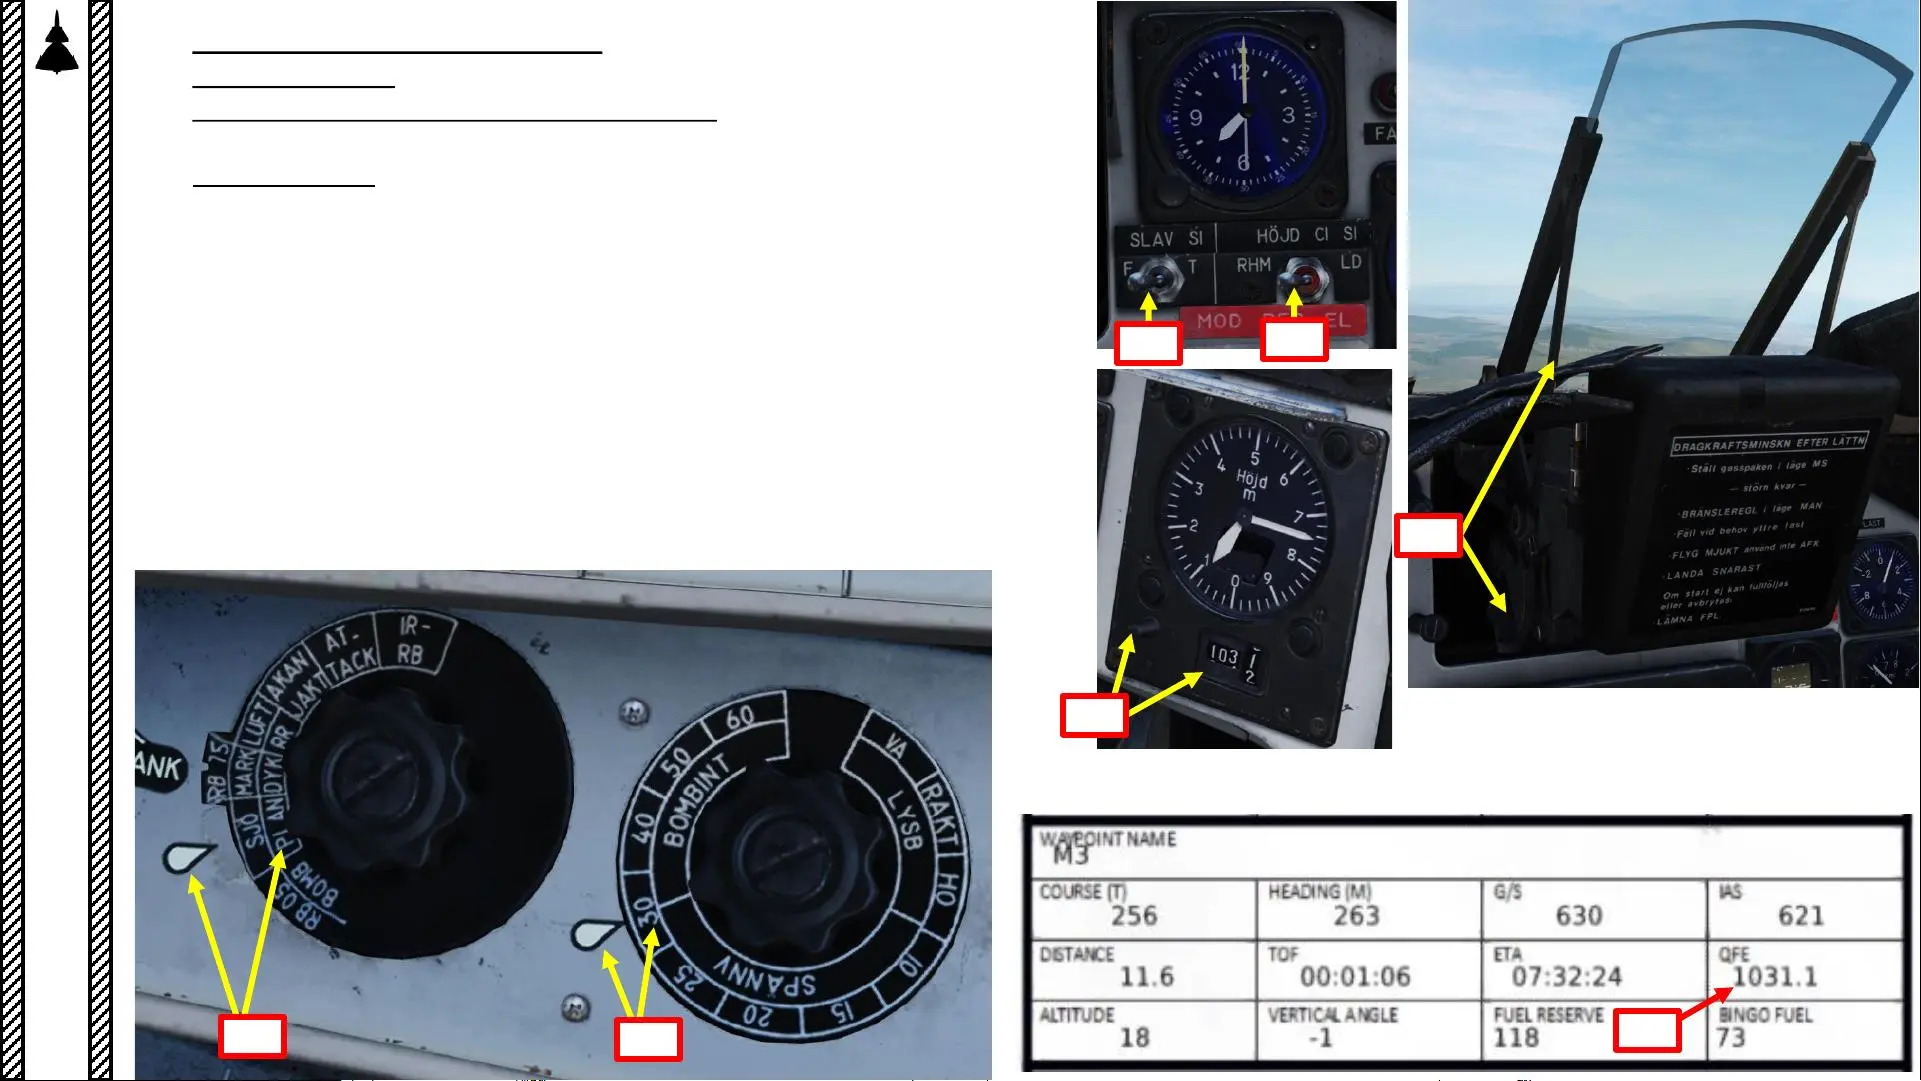 12
3
6
9
FÄ
SLAV SI
HÖJD CI SI
F
T
RHM
LD
MOD
EL
Höjd
m
0
1
2
3
4
5
6
7
8
9
103
1
2
DRAGKRAFTSMINSKN EFTER LÄTTN
·Ställ gasspaken i läge MS
— störn kvar —
·BRÄNSLEREGL i läge MAN
·Fäll vid behov yttre last
·FLYG MJUKT använd inte AFK
·LANDA SNARAST
Om start ej kan fullföljas
eller avbrytas:
·LÄMNA FPL
IR-
RB
AT-
TACK
AKAN
JAKT
LUFT
RR
MARK
DYK
RB 75
SJÖ
PLAN
BOMB
RB 05
BOMB
ANK
60
50
40
30
25
20
15
10
BOMBINT
SPÄNNV
VA
RAKT
HÖ
LYSB
WAYPOINT NAME
M3
COURSE (T) HEADING (M) G/S IAS
256 263 630 621
DISTANCE TOF ETA QFE
11.6 00:01:06 07:32:24 1031.1
ALTITUDE VERTICAL ANGLE FUEL RESERVE BINGO FUEL
18 -1 118 73